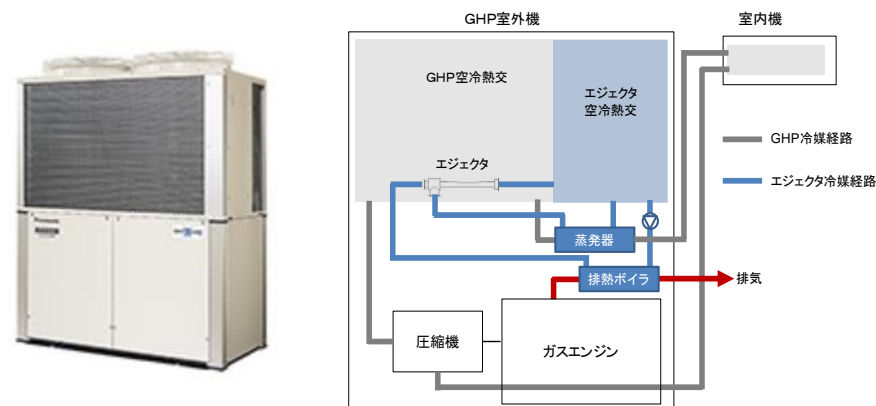 GHP室外機
室内機
GHP空冷熱交
エジェクタ
空冷熱交
エジェクタ
GHP冷媒経路
エジェクタ冷媒経路
蒸発器
排熱ボイラ
排気
圧縮機
ガスエンジン
Panasonic